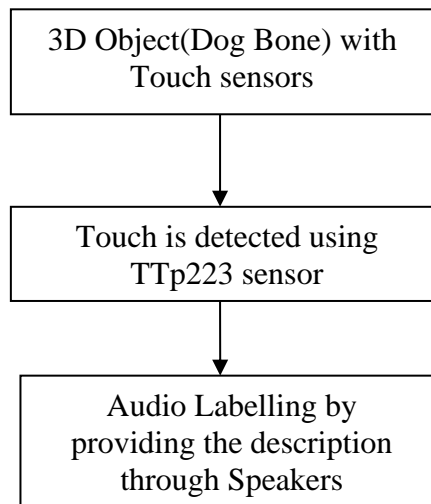 3D Object(Dog Bone) with
Touch sensors
Touch is detected using
TTp223 sensor
Audio Labelling by
providing the description
through Speakers